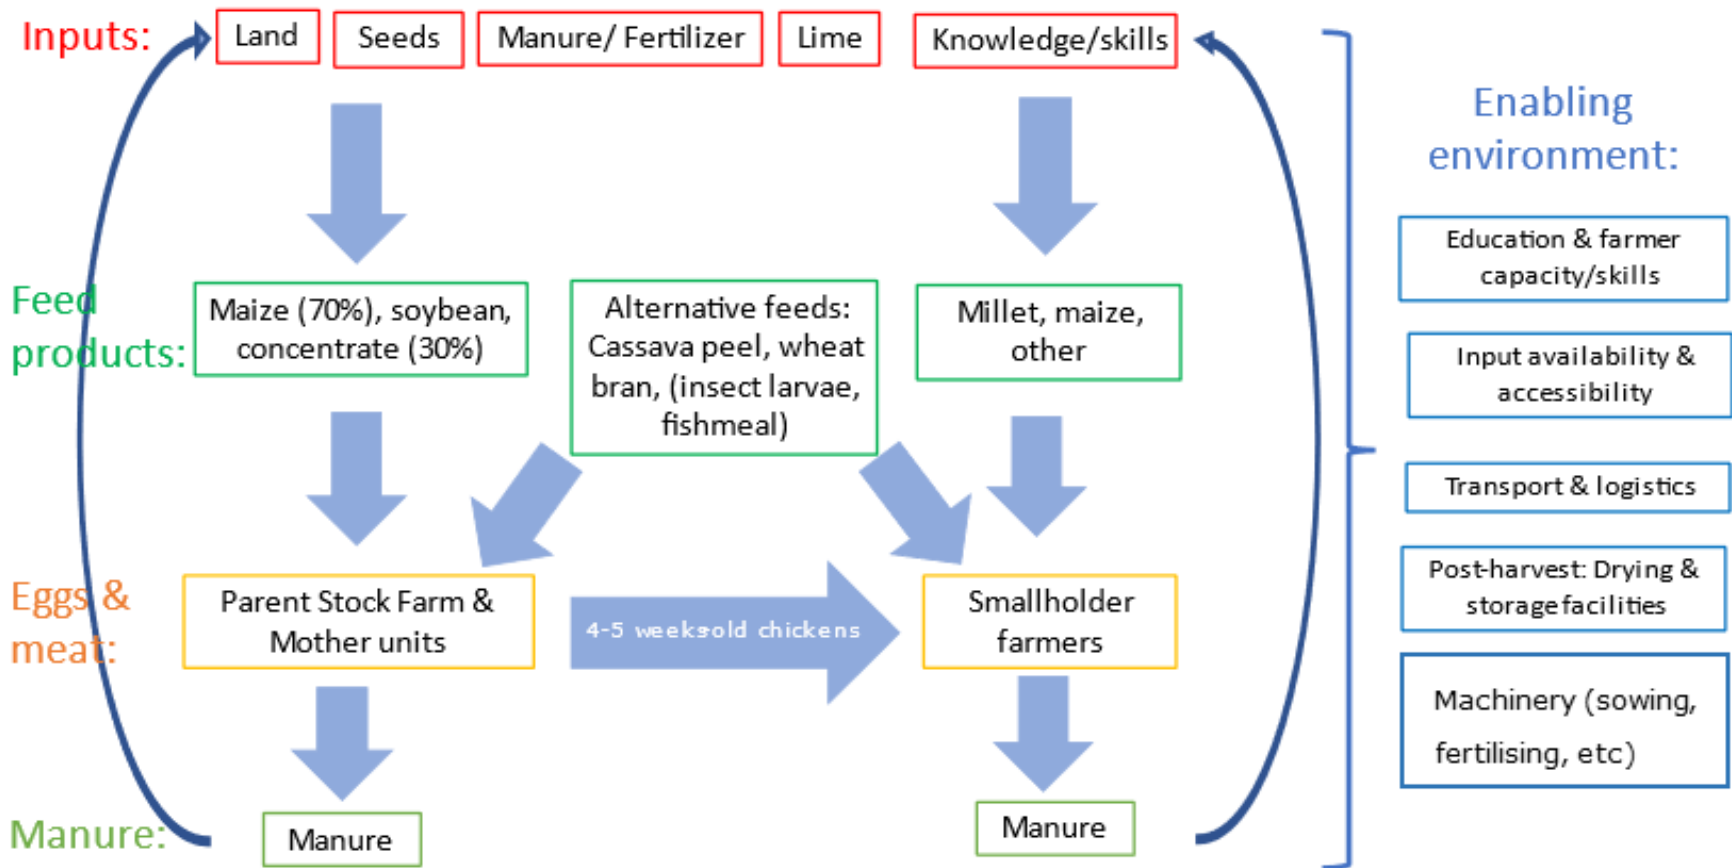 Inputs:
Land
Seeds
Manure/ Fertilizer
Lime
Knowledge/skills
Enabling
environment:
Education & farmer
capacity/skills
Input availability &
accessibility
Transport & logistics
Post-harvest: Drying &
storage facilities
Machinery (sowing,
fertilising, etc)
Feed
products:
Maize (70%), soybean,
concentrate (30%)
Alternative feeds:
Cassava peel, wheat
bran, (insect larvae,
fishmeal)
Millet, maize,
other
Eggs &
meat:
Parent Stock Farm &
Mother units
4-5 weeksold chickens
Smallholder
farmers
Manure:
Manure
Manure